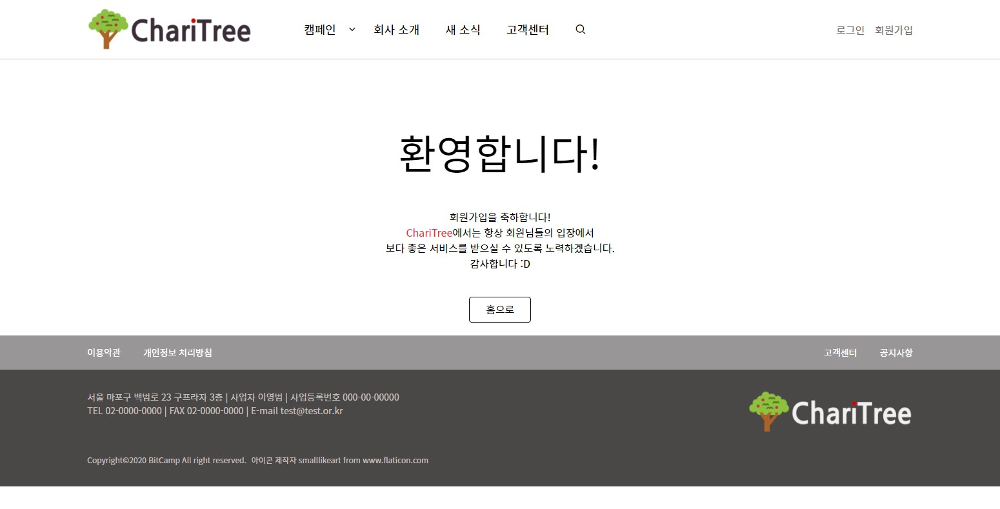 ChariTree
캠페인 회사 소개 새 소식 고객센터
로그인 회원가입
환영합니다!
회원가입을 축하합니다!
ChariTree에서는 항상 회원님들의 입장에서
보다 좋은 서비스를 받으실 수 있도록 노력하겠습니다.
감사합니다 :D
홈으로
이용약관 개인정보 처리방침
고객센터 공지사항
서울 마포구 백범로 23 구프라자 3층 | 사업자 이영범 | 사업등록번호 000-00-00000
TEL 02-0000-0000 | FAX 02-0000-0000 | E-mail test@test.or.kr
ChariTree
Copyright©2020 BitCamp All right reserved. 아이콘 제작자 smalllikeart from www.flaticon.com